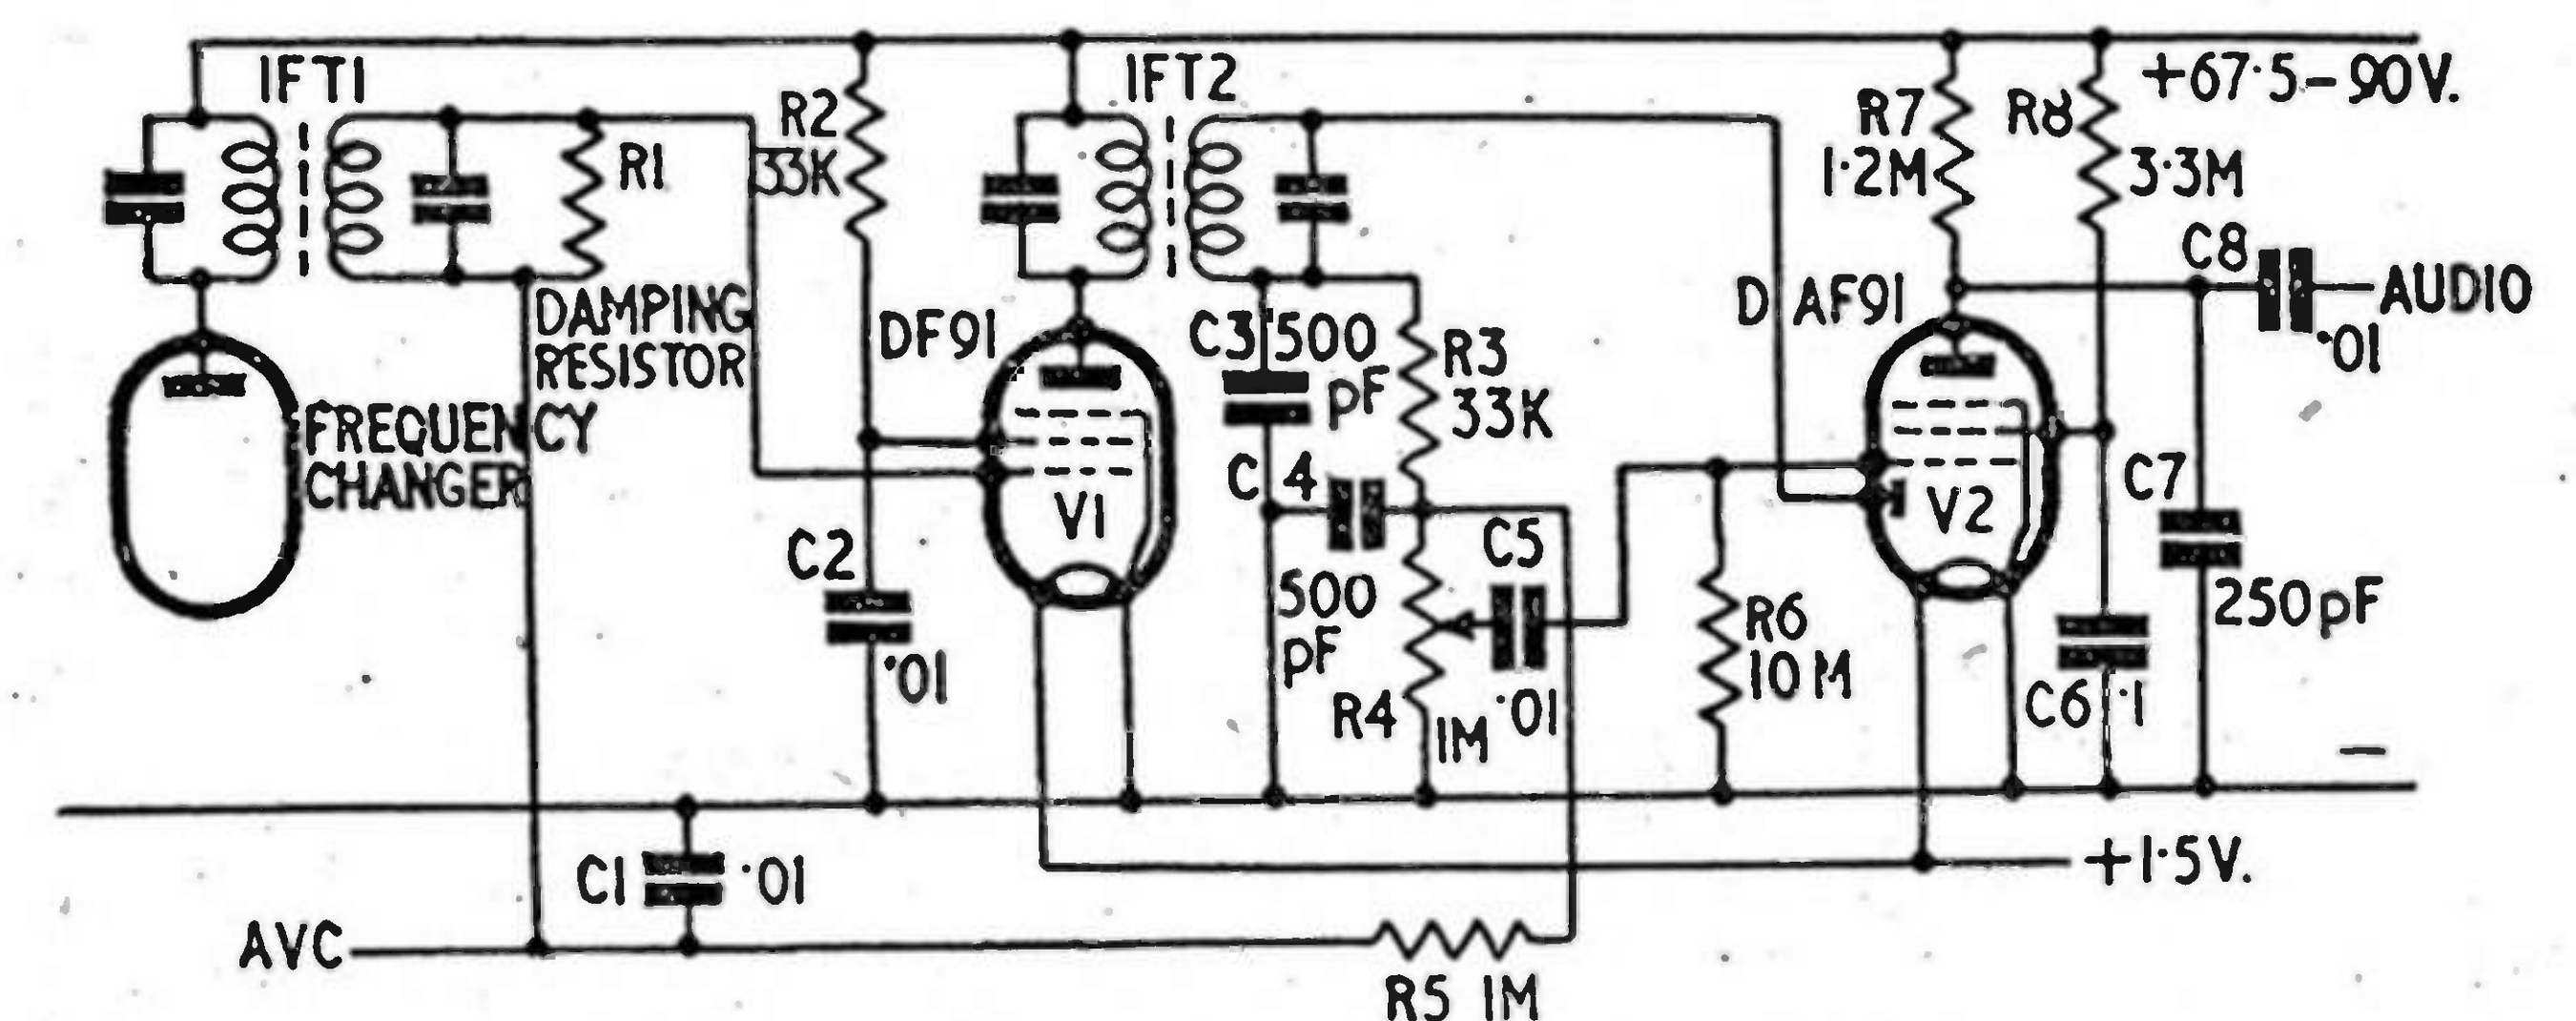 IFT1
R1
DAMPING
RESISTOR
FREQUENCY
CHANGER
R2
33K
IFT2
DF91
V1
C2
·01
C3 500
pF
R3
33K
C4
500
pF
R4
1M
C5
·01
R7
1·2M
R8
3·3M
+67·5-90V.
DAF91
V2
C8
·01
AUDIO
C7
250pF
R6
10M
C6 ·1
−
+1·5V.
C1 ·01
AVC
R5 1M